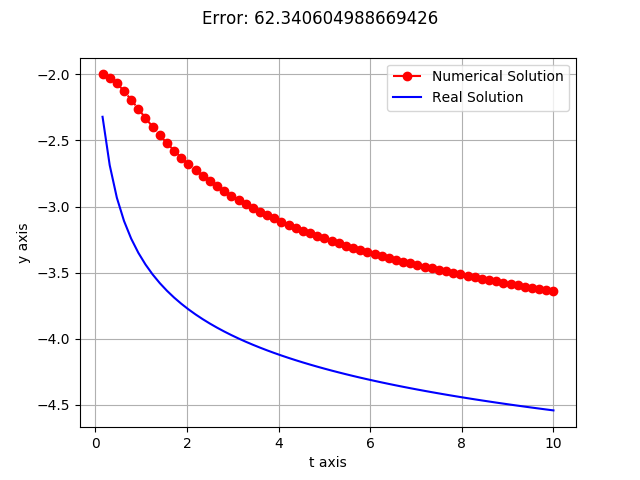 Error: 62.340604988669426
Numerical Solution
Real Solution
−2.0
−2.5
−3.0
−3.5
−4.0
−4.5
y axis
0 2 4 6 8 10
t axis